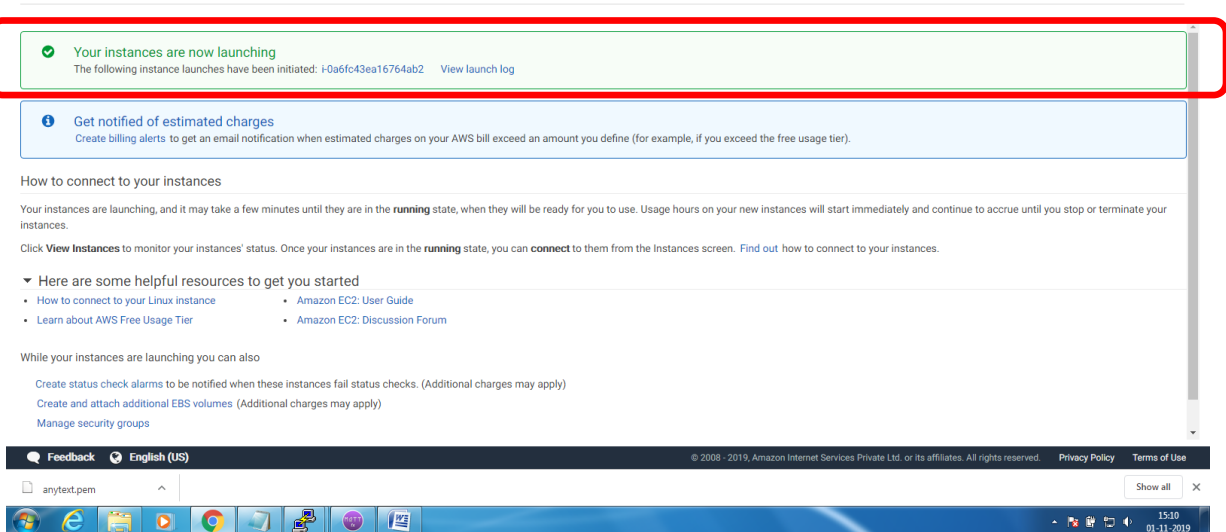 Your instances are now launching
The following instance launches have been initiated: i-0a6fc43ea16764ab2 View launch log
Get notified of estimated charges
Create billing alerts to get an email notification when estimated charges on your AWS bill exceed an amount you define (for example, if you exceed the free usage tier).
How to connect to your instances
Your instances are launching, and it may take a few minutes until they are in the running state, when they will be ready for you to use. Usage hours on your new instances will start immediately and continue to accrue until you stop or terminate your
instances.
Click View Instances to monitor your instances' status. Once your instances are in the running state, you can connect to them from the Instances screen. Find out how to connect to your instances.
Here are some helpful resources to get you started
• How to connect to your Linux instance • Amazon EC2: User Guide
• Learn about AWS Free Usage Tier • Amazon EC2: Discussion Forum
While your instances are launching you can also
Create status check alarms to be notified when these instances fail status checks. (Additional charges may apply)
Create and attach additional EBS volumes (Additional charges may apply)
Manage security groups
Feedback English (US) © 2008 - 2019, Amazon Internet Services Private Ltd. or its affiliates. All rights reserved. Privacy Policy Terms of Use
anytext.pem Show all
15:10
01-11-2019